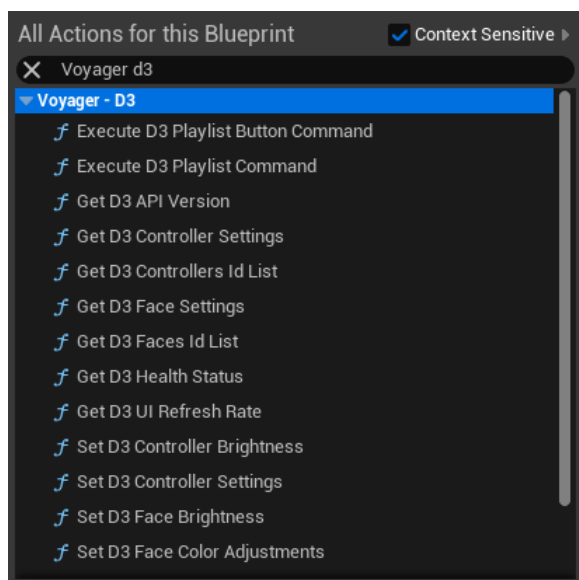 All Actions for this Blueprint Context Sensitive
Voyager d3
Voyager - D3
Execute D3 Playlist Button Command
Execute D3 Playlist Command
Get D3 API Version
Get D3 Controller Settings
Get D3 Controllers Id List
Get D3 Face Settings
Get D3 Faces Id List
Get D3 Health Status
Get D3 UI Refresh Rate
Set D3 Controller Brightness
Set D3 Controller Settings
Set D3 Face Brightness
Set D3 Face Color Adjustments